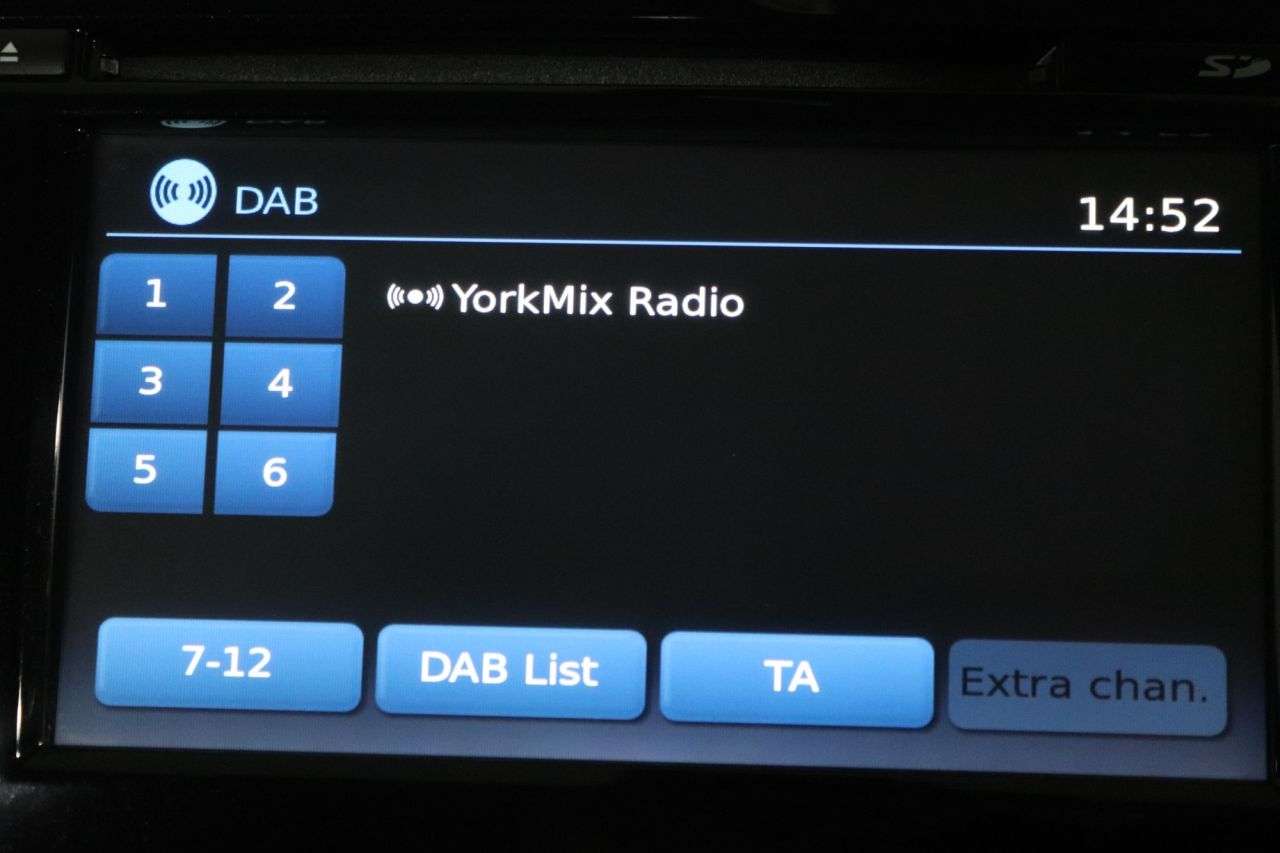 SD
DAB
14:52
1 2
YorkMix Radio
3 4
5 6
7-12 DAB List TA Extra chan.